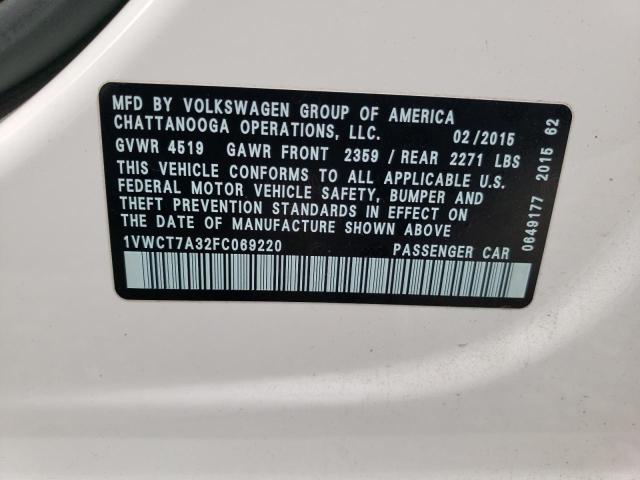 MFD BY VOLKSWAGEN GROUP OF AMERICA
CHATTANOOGA OPERATIONS, LLC. 02/2015
GVWR 4519 GAWR FRONT 2359 / REAR 2271 LBS
THIS VEHICLE CONFORMS TO ALL APPLICABLE U.S.
FEDERAL MOTOR VEHICLE SAFETY, BUMPER AND
THEFT PREVENTION STANDARDS IN EFFECT ON
THE DATE OF MANUFACTURE SHOWN ABOVE
1VWCT7A32FC069220 PASSENGER CAR
0649177 2015 62